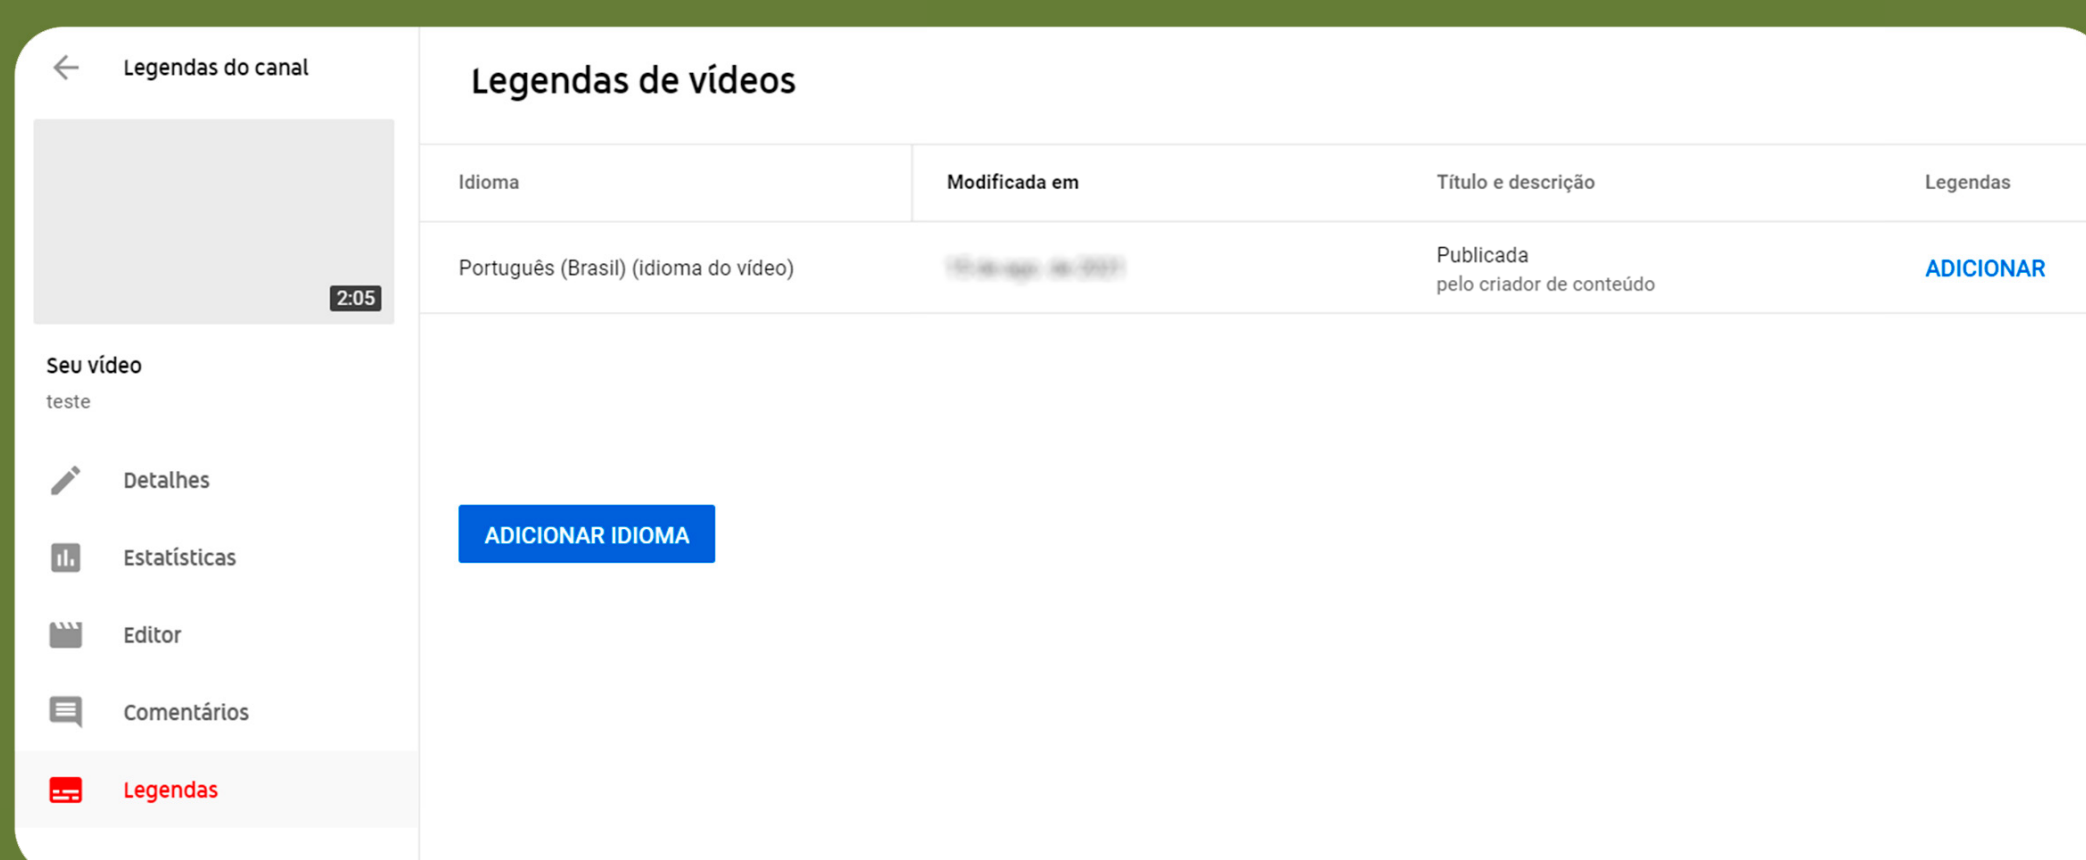 Legendas do canal
2:05
Seu vídeo
teste
Detalhes
Estatísticas
Editor
Comentários
Legendas
Legendas de vídeos
Idioma
Modificada em
Título e descrição
Legendas
Português (Brasil) (idioma do vídeo)
Publicada
pelo criador de conteúdo
ADICIONAR
ADICIONAR IDIOMA